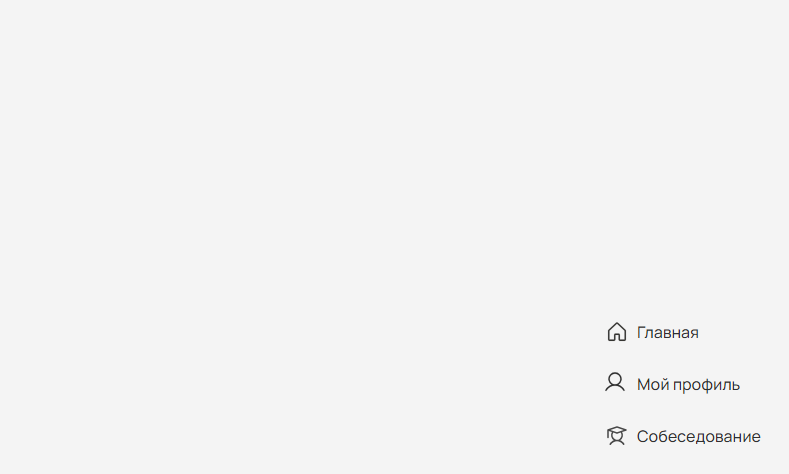 Главная
Мой профиль
Собеседование